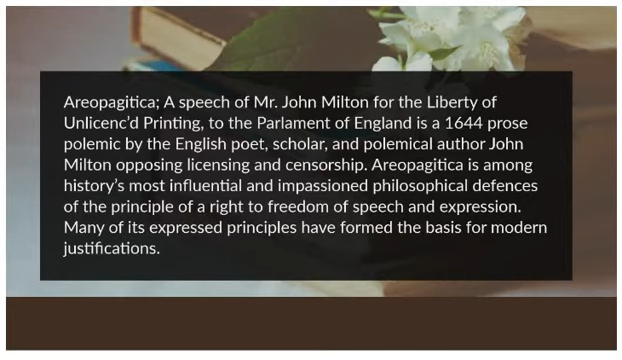 Areopagitica; A speech of Mr. John Milton for the Liberty of
Unlicenc'd Printing, to the Parlament of England is a 1644 prose
polemic by the English poet, scholar, and polemical author John
Milton opposing licensing and censorship. Areopagitica is among
history's most influential and impassioned philosophical defences
of the principle of a right to freedom of speech and expression.
Many of its expressed principles have formed the basis for modern
justifications.